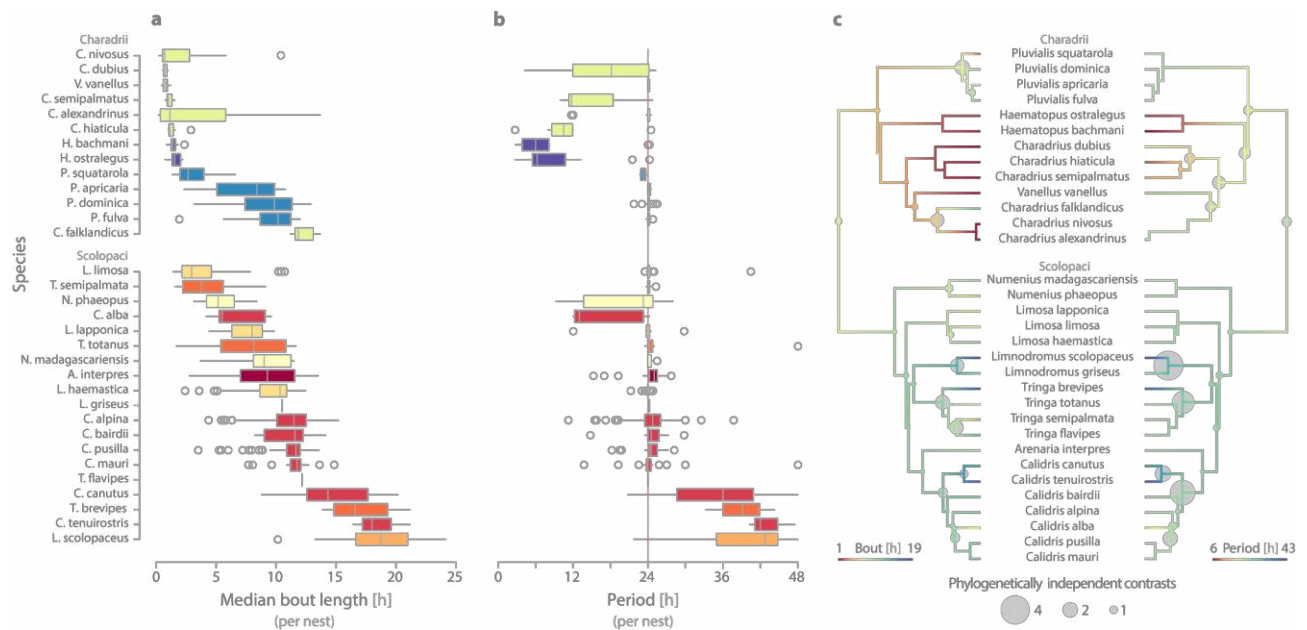 a
b
c
Charadrii
C. nivosus
C. dubius
V. vanellus
C. semipalmatus
C. alexandrinus
C. hiaticula
H. bachmani
H. ostralegus
P. squatarola
P. apricaria
P. dominica
P. fulva
C. falklandicus
Species
Scolopaci
L. limosa
T. semipalmata
N. phaeopus
C. alba
L. lapponica
T. totanus
N. madagascariensis
A. interpres
L. haemastica
L. griseus
C. alpina
C. bairdii
C. pusilla
C. mauri
T. flavipes
C. canutus
T. brevipes
C. tenuirostris
L. scolopaceus
0 5 10 15 20 25
Median bout length [h]
(per nest)
0 12 24 36 48
Period [h]
(per nest)
Charadrii
Pluvialis squatarola
Pluvialis dominica
Pluvialis apricaria
Pluvialis fulva
Haematopus ostralegus
Haematopus bachmani
Charadrius dubius
Charadrius hiaticula
Charadrius semipalmatus
Vanellus vanellus
Charadrius falklandicus
Charadrius nivosus
Charadrius alexandrinus
Scolopaci
Numenius madagascariensis
Numenius phaeopus
Limosa lapponica
Limosa limosa
Limosa haemastica
Limnodromus scolopaceus
Limnodromus griseus
Tringa brevipes
Tringa totanus
Tringa semipalmata
Tringa flavipes
Arenaria interpres
Calidris canutus
Calidris tenuirostris
Calidris bairdii
Calidris alpina
Calidris alba
Calidris pusilla
Calidris mauri
1 Bout [h] 19
6 Period [h] 43
Phylogenetically independent contrasts
4 2 1